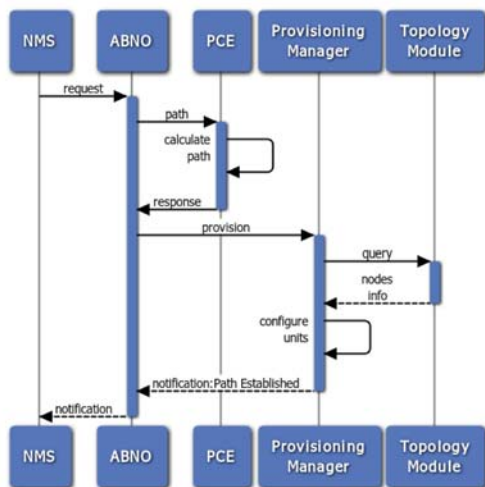 NMS
ABNO
PCE
Provisioning
Manager
Topology
Module
request
path
calculate
path
response
provision
query
nodes
info
configure
units
notification:Path Established
notification
NMS
ABNO
PCE
Provisioning
Manager
Topology
Module